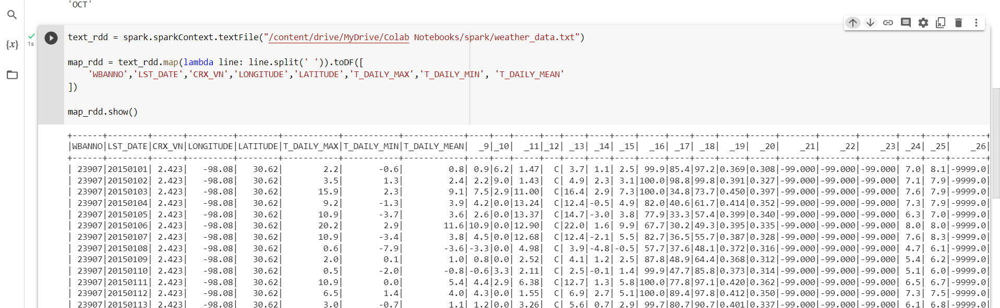 'OCT'
{x}
1s
text_rdd = spark.sparkContext.textFile("/content/drive/MyDrive/Colab Notebooks/spark/weather_data.txt")
map_rdd = text_rdd.map(lambda line: line.split(' ')).toDF([
'WBANNO','LST_DATE','CRX_VN','LONGITUDE','LATITUDE','T_DAILY_MAX','T_DAILY_MIN', 'T_DAILY_MEAN'
])
map_rdd.show()
+------+--------+------+---------+--------+-----------+-----------+------------+----+---+-----+---+----+----+----+-----+----+----+-----+-----+-------+-------+-------+----+----+-------+
|WBANNO|LST_DATE|CRX_VN|LONGITUDE|LATITUDE|T_DAILY_MAX|T_DAILY_MIN|T_DAILY_MEAN|  _9|_10|  _11|_12| _13| _14| _15|  _16| _17| _18|  _19|  _20|    _21|    _22|    _23| _24| _25|    _26|
+------+--------+------+---------+--------+-----------+-----------+------------+----+---+-----+---+----+----+----+-----+----+----+-----+-----+-------+-------+-------+----+----+-------+
| 23907|20150101| 2.423|   -98.08|   30.62|        2.2|       -0.6|         0.8| 0.9|6.2| 1.47|  C| 3.7| 1.1| 2.5| 99.9|85.4|97.2|0.369|0.308|-99.000|-99.000|-99.000| 7.0| 8.1|-9999.0|
| 23907|20150102| 2.423|   -98.08|   30.62|        3.5|        1.3|         2.4| 2.2|9.0| 1.43|  C| 4.9| 2.3| 3.1|100.0|98.8|99.8|0.391|0.327|-99.000|-99.000|-99.000| 7.1| 7.9|-9999.0|
| 23907|20150103| 2.423|   -98.08|   30.62|       15.9|        2.3|         9.1| 7.5|2.9|11.00|  C|16.4| 2.9| 7.3|100.0|34.8|73.7|0.450|0.397|-99.000|-99.000|-99.000| 7.6| 7.9|-9999.0|
| 23907|20150104| 2.423|   -98.08|   30.62|        9.2|       -1.3|         3.9| 4.2|0.0|13.24|  C|12.4|-0.5| 4.9| 82.0|40.6|61.7|0.414|0.352|-99.000|-99.000|-99.000| 7.3| 7.9|-9999.0|
| 23907|20150105| 2.423|   -98.08|   30.62|       10.9|       -3.7|         3.6| 2.6|0.0|13.37|  C|14.7|-3.0| 3.8| 77.9|33.3|57.4|0.399|0.340|-99.000|-99.000|-99.000| 6.3| 7.0|-9999.0|
| 23907|20150106| 2.423|   -98.08|   30.62|       20.2|        2.9|        11.6|10.9|0.0|12.90|  C|22.0| 1.6| 9.9| 67.7|30.2|49.3|0.395|0.335|-99.000|-99.000|-99.000| 8.0| 8.0|-9999.0|
| 23907|20150107| 2.423|   -98.08|   30.62|       10.9|       -3.4|         3.8| 4.5|0.0|12.68|  C|12.4|-2.1| 5.5| 82.7|36.5|55.7|0.387|0.328|-99.000|-99.000|-99.000| 7.6| 8.3|-9999.0|
| 23907|20150108| 2.423|   -98.08|   30.62|        0.6|       -7.9|        -3.6|-3.3|0.0| 4.98|  C| 3.9|-4.8|-0.5| 57.7|37.6|48.1|0.372|0.316|-99.000|-99.000|-99.000| 4.7| 6.1|-9999.0|
| 23907|20150109| 2.423|   -98.08|   30.62|        2.0|        0.1|         1.0| 0.8|0.0| 2.52|  C| 4.1| 1.2| 2.5| 87.8|48.9|64.4|0.368|0.312|-99.000|-99.000|-99.000| 5.4| 6.2|-9999.0|
| 23907|20150110| 2.423|   -98.08|   30.62|        0.5|       -2.0|        -0.8|-0.6|3.3| 2.11|  C| 2.5|-0.1| 1.4| 99.9|47.7|85.8|0.373|0.314|-99.000|-99.000|-99.000| 5.1| 6.0|-9999.0|
| 23907|20150111| 2.423|   -98.08|   30.62|       10.9|        0.0|         5.4| 4.4|2.9| 6.38|  C|12.7| 1.3| 5.8|100.0|77.8|97.1|0.420|0.362|-99.000|-99.000|-99.000| 6.5| 6.7|-9999.0|
| 23907|20150112| 2.423|   -98.08|   30.62|        6.5|        1.4|         4.0| 4.3|0.0| 1.55|  C| 6.9| 2.7| 5.1|100.0|89.4|97.8|0.412|0.350|-99.000|-99.000|-99.000| 7.3| 7.5|-9999.0|
| 23907|20150113| 2.423|   -98.08|   30.62|        3.0|       -0.7|         1.1| 1.2|0.0| 3.26|  C| 5.6| 0.7| 2.9| 99.7|80.7|90.7|0.401|0.337|-99.000|-99.000|-99.000| 6.1| 6.8|-9999.0|